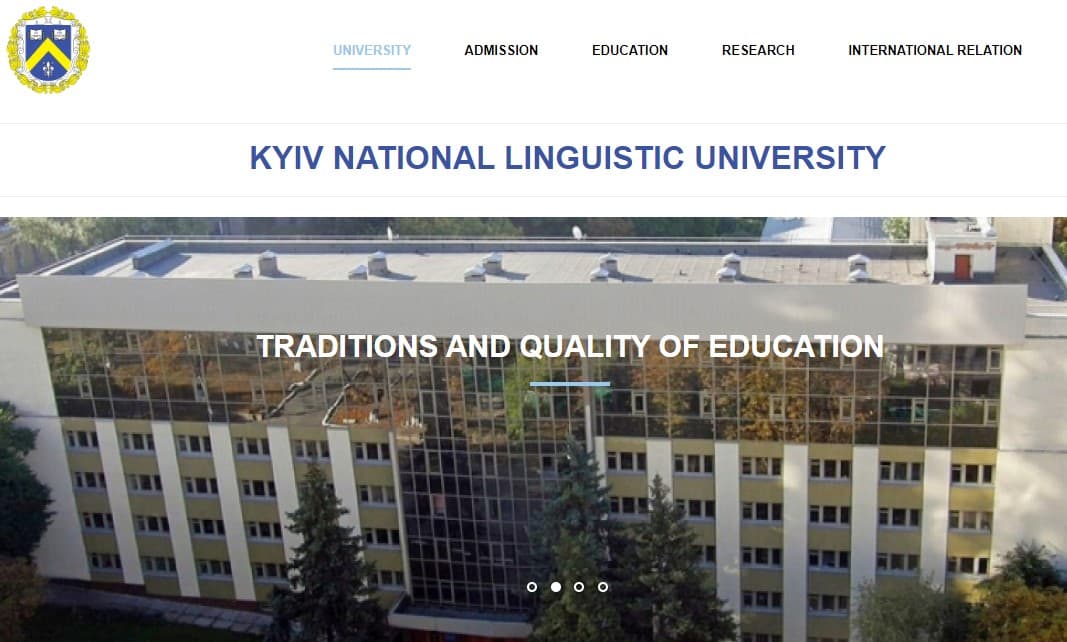 UNIVERSITY ADMISSION EDUCATION RESEARCH INTERNATIONAL RELATION
KYIV NATIONAL LINGUISTIC UNIVERSITY
TRADITIONS AND QUALITY OF EDUCATION